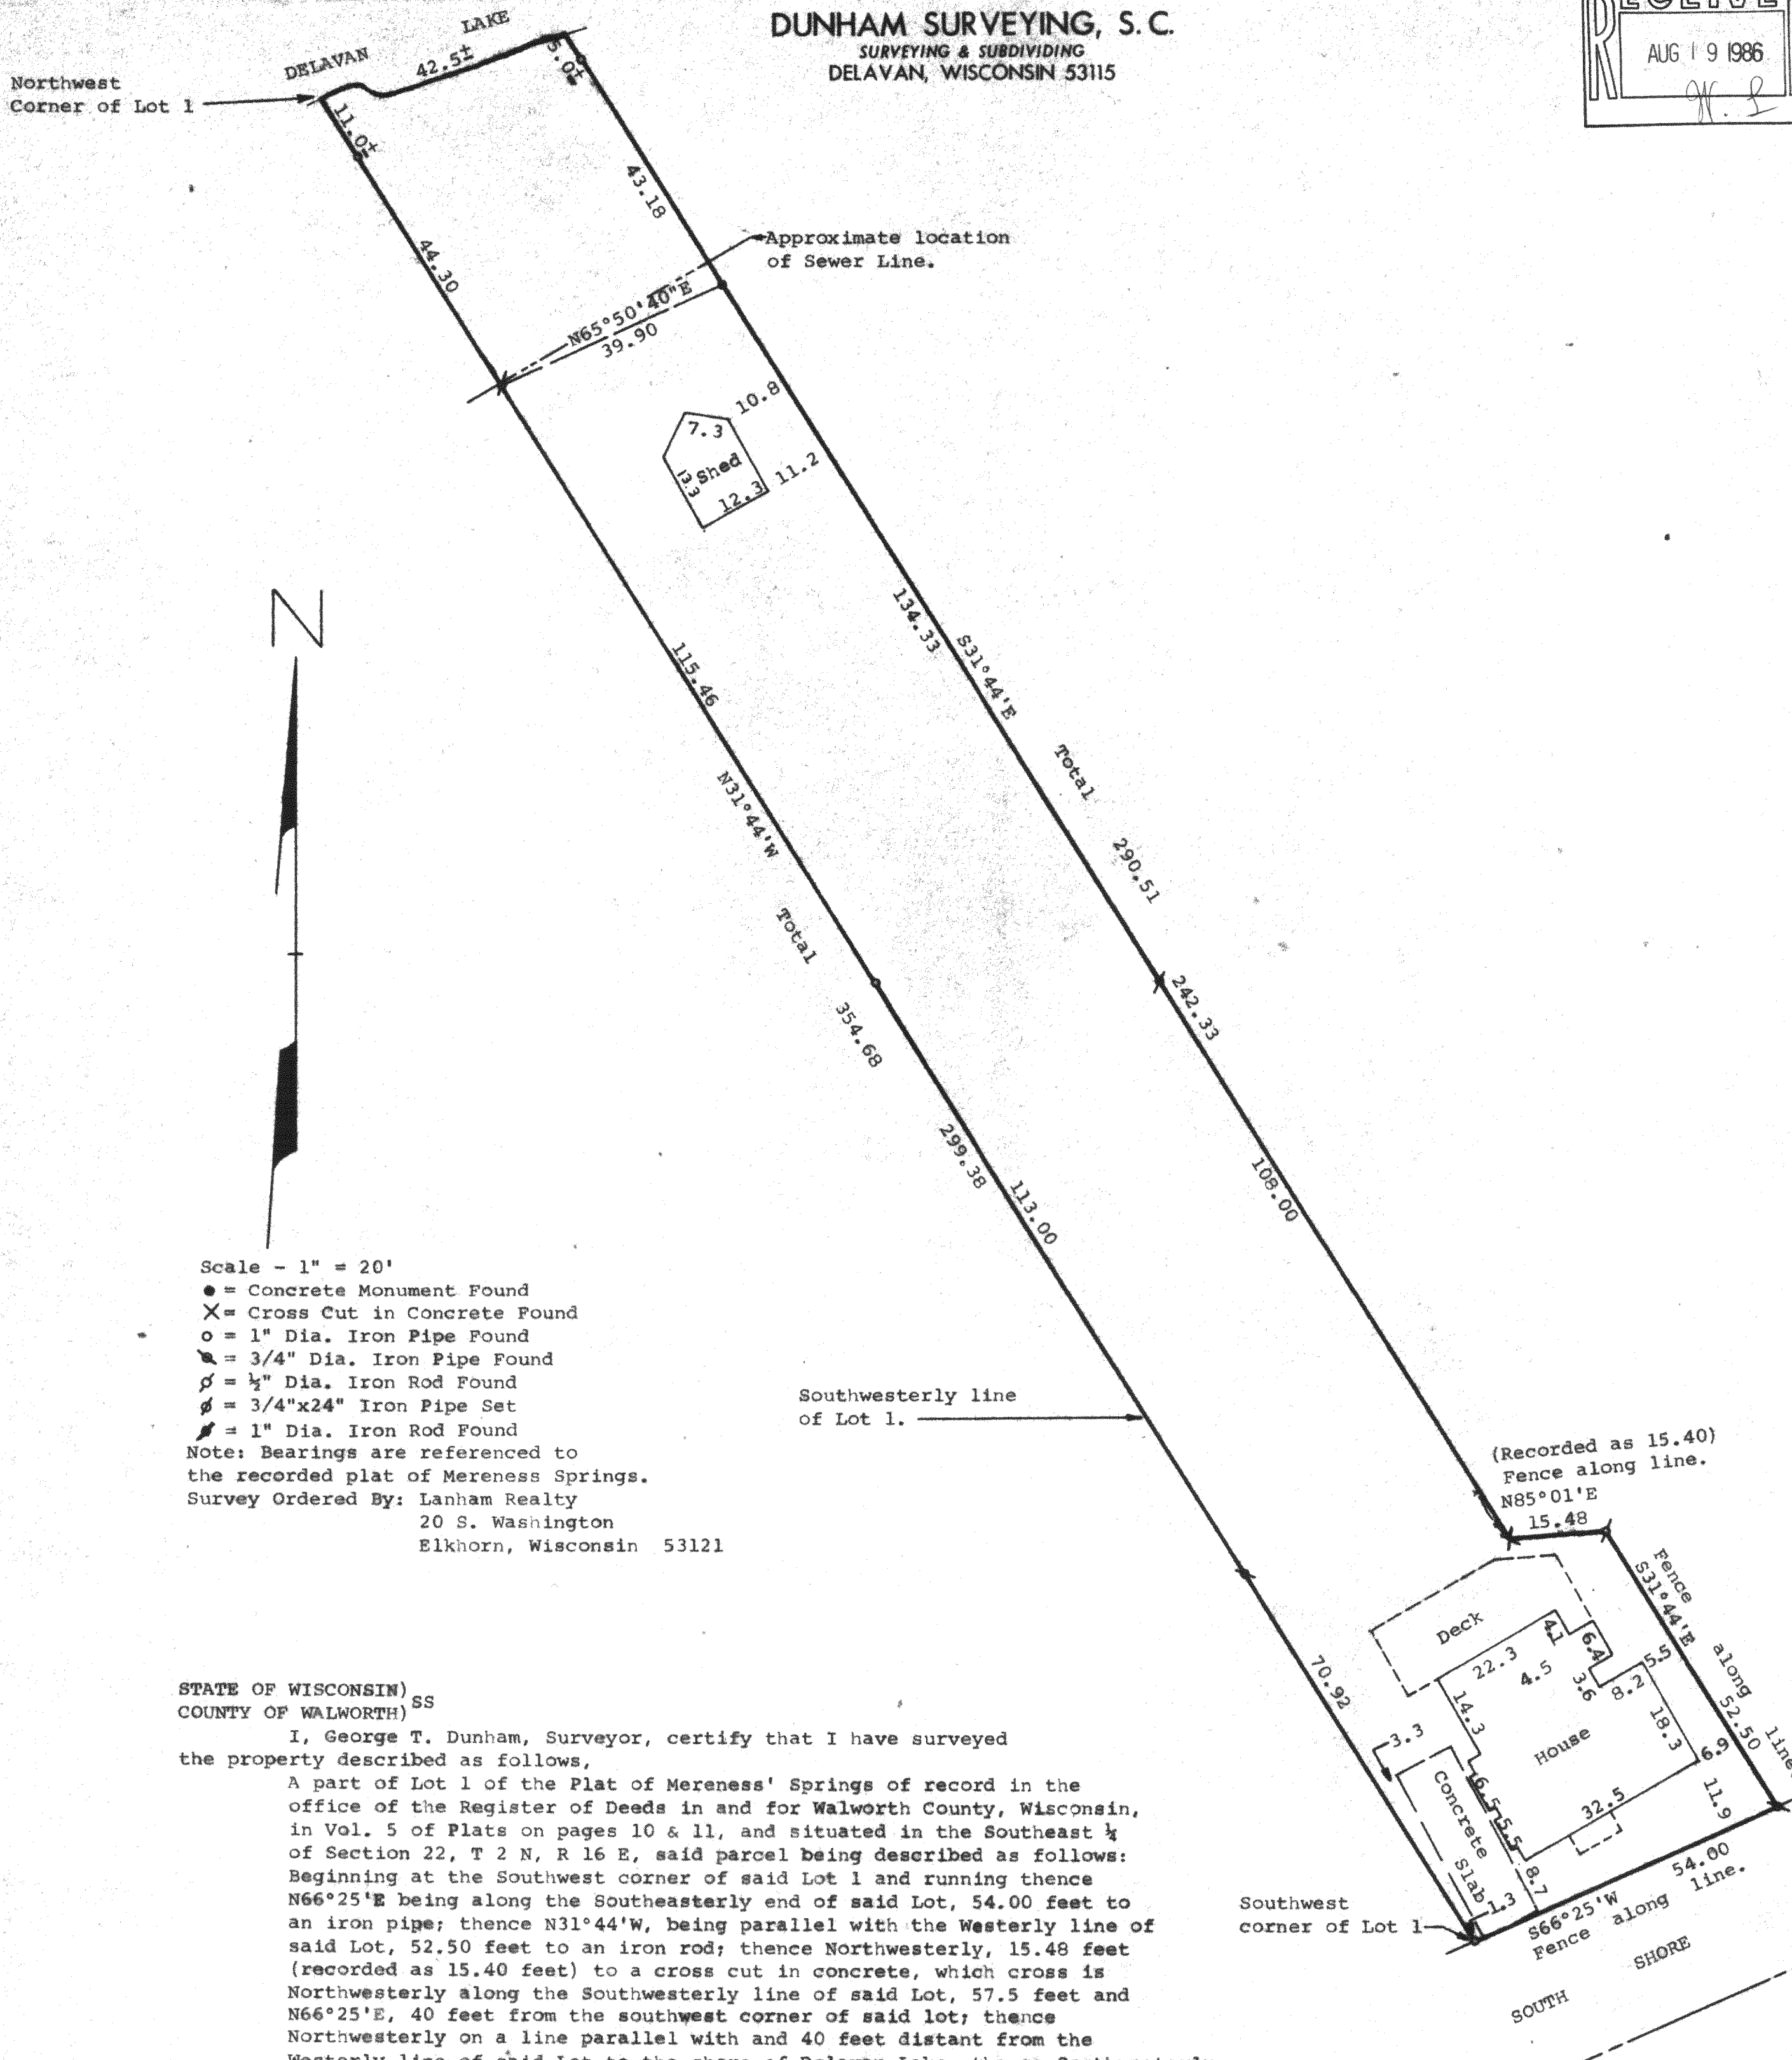 DUNHAM SURVEYING, S.C.
SURVEYING & SUBDIVIDING
DELAVAN, WISCONSIN 53115
AUG 19 1986
DELAVAN LAKE
Northwest
Corner of Lot 1
42.5±
5.0±
11.0±
43.18
44.30
Approximate location
of Sewer Line.
N65°50'40"E
39.90
10.8
7.3
Shed
13.3
12.3
11.2
N
134.33
S31°44'E
Total
290.51
115.46
N31°44'W
Total
354.68
242.33
299.38
113.00
108.00
Scale - 1" = 20'
● = Concrete Monument Found
X = Cross Cut in Concrete Found
o = 1" Dia. Iron Pipe Found
= 3/4" Dia. Iron Pipe Found
= ½" Dia. Iron Rod Found
= 3/4"x24" Iron Pipe Set
= 1" Dia. Iron Rod Found
Note: Bearings are referenced to
the recorded plat of Mereness Springs.
Survey Ordered By: Lanham Realty
20 S. Washington
Elkhorn, Wisconsin 53121
Southwesterly line
of Lot 1.
(Recorded as 15.40)
Fence along line.
N85°01'E
15.48
Fence along line
S31°44'E
52.50
Deck
4.1
6.4
22.3
4.5
3.6
8.2
5.5
14.3
18.3
House
6.9
70.92
3.3
Concrete Slab
6.5
5.5
32.5
11.9
8.7
1.3
54.00
S66°25'W
Fence along line.
Southwest
corner of Lot 1
SOUTH SHORE
STATE OF WISCONSIN)
COUNTY OF WALWORTH) SS
I, George T. Dunham, Surveyor, certify that I have surveyed
the property described as follows,
A part of Lot 1 of the Plat of Mereness' Springs of record in the
office of the Register of Deeds in and for Walworth County, Wisconsin,
in Vol. 5 of Plats on pages 10 & 11, and situated in the Southeast ¼
of Section 22, T 2 N, R 16 E, said parcel being described as follows:
Beginning at the Southwest corner of said Lot 1 and running thence
N66°25'E being along the Southeasterly end of said Lot, 54.00 feet to
an iron pipe; thence N31°44'W, being parallel with the Westerly line of
said Lot, 52.50 feet to an iron rod; thence Northwesterly, 15.48 feet
(recorded as 15.40 feet) to a cross cut in concrete, which cross is
Northwesterly along the Southwesterly line of said Lot, 57.5 feet and
N66°25'E, 40 feet from the southwest corner of said lot; thence
Northwesterly on a line parallel with and 40 feet distant from the